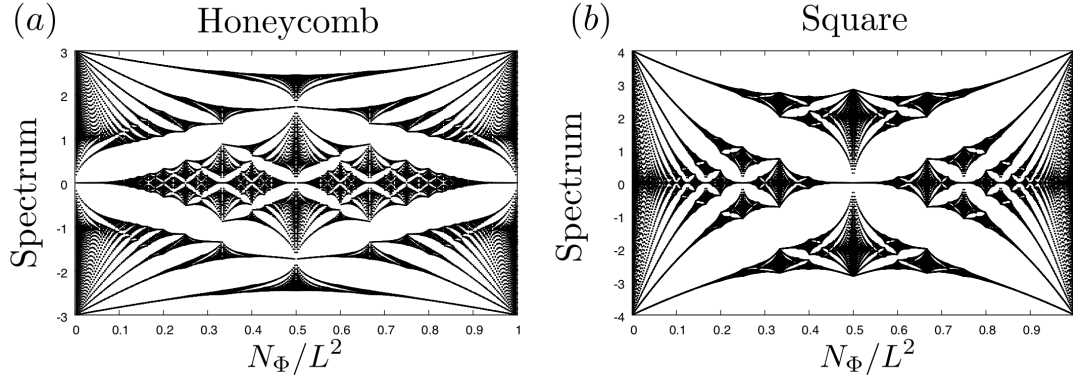 (a)
Honeycomb
Spectrum
3
2
1
0
-1
-2
-3
0 0.1 0.2 0.3 0.4 0.5 0.6 0.7 0.8 0.9 1
N_Φ/L²
(b)
Square
Spectrum
4
3
2
1
0
-1
-2
-3
-4
0 0.1 0.2 0.3 0.4 0.5 0.6 0.7 0.8 0.9
N_Φ/L²